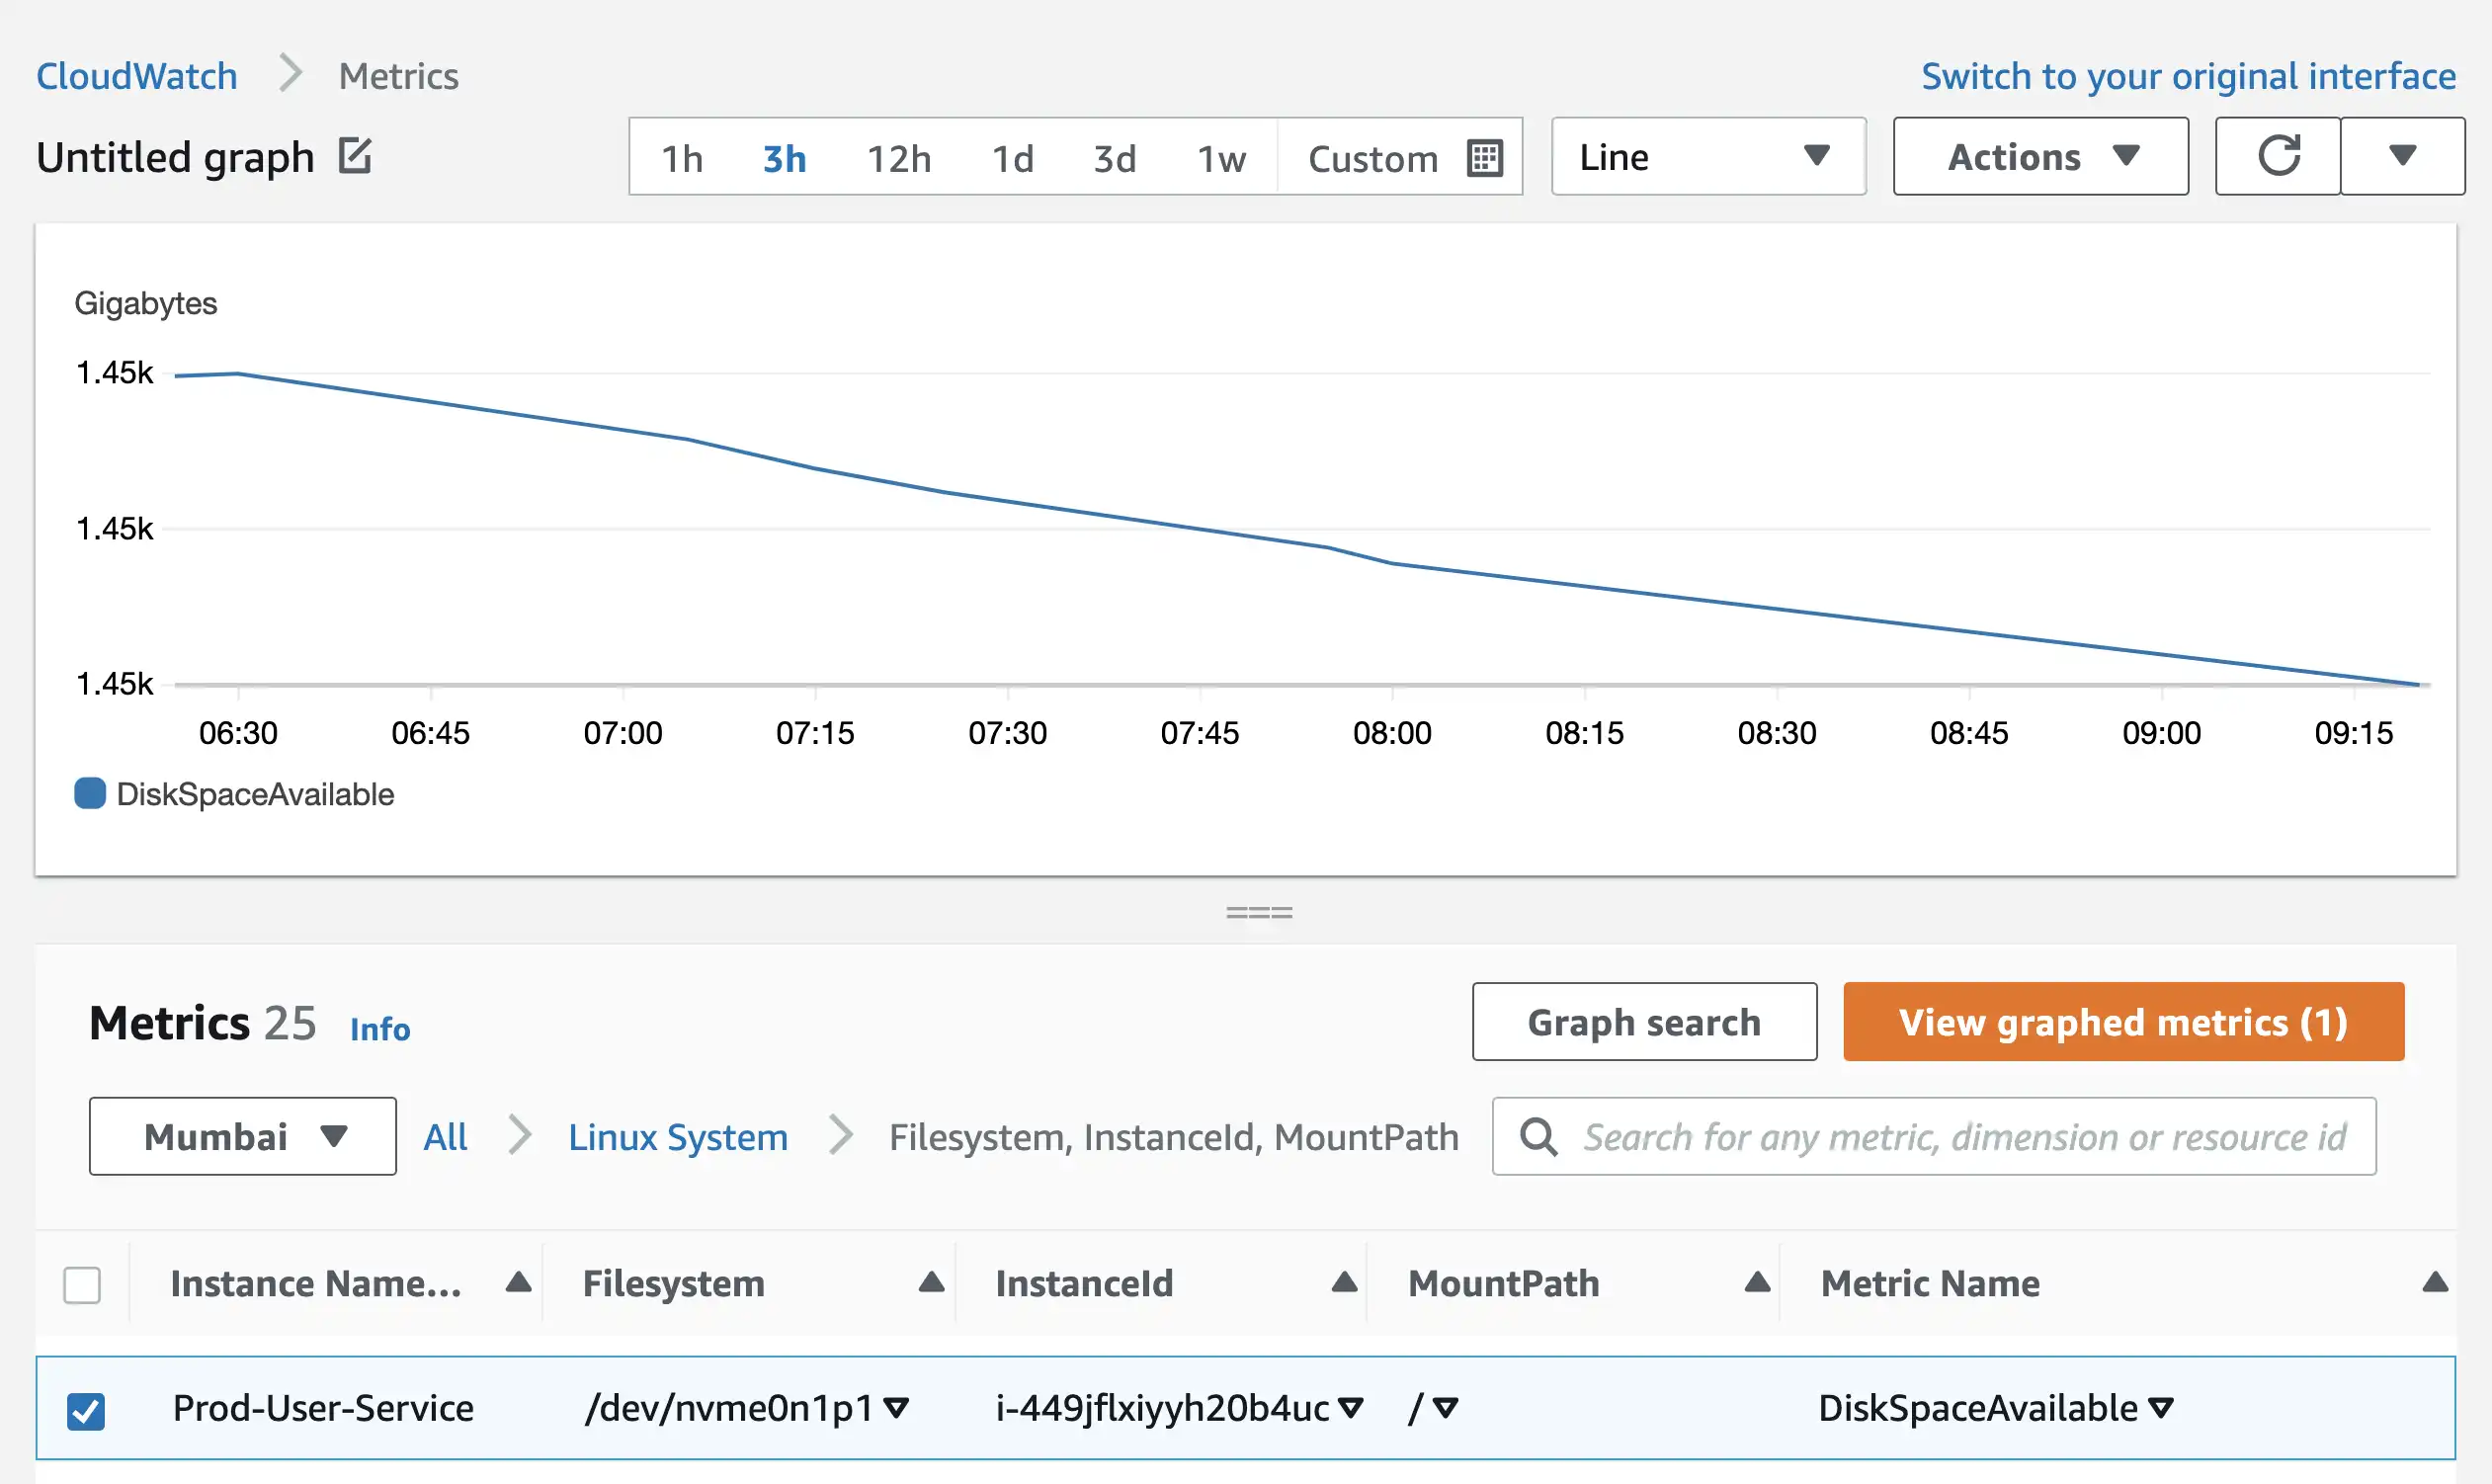 CloudWatch Metrics Switch to your original interface
Untitled graph 1h 3h 12h 1d 3d 1w Custom Line Actions
Gigabytes
1.45k
1.45k
1.45k
06:30 06:45 07:00 07:15 07:30 07:45 08:00 08:15 08:30 08:45 09:00 09:15
DiskSpaceAvailable
Metrics 25 Info Graph search View graphed metrics (1)
Mumbai All Linux System Filesystem, InstanceId, MountPath Search for any metric, dimension or resource id
Instance Name... Filesystem InstanceId MountPath Metric Name
Prod-User-Service /dev/nvme0n1p1 i-449jflxiyyh20b4uc / DiskSpaceAvailable